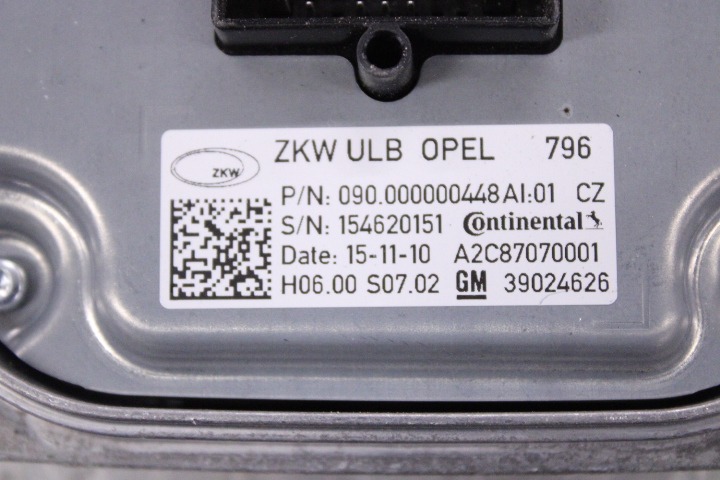 ZKW ULB OPEL 796
ZKW
P/N: 090.000000448AI:01 CZ
S/N: 154620151 Continental
Date: 15-11-10 A2C87070001
H06.00 S07.02 GM 39024626